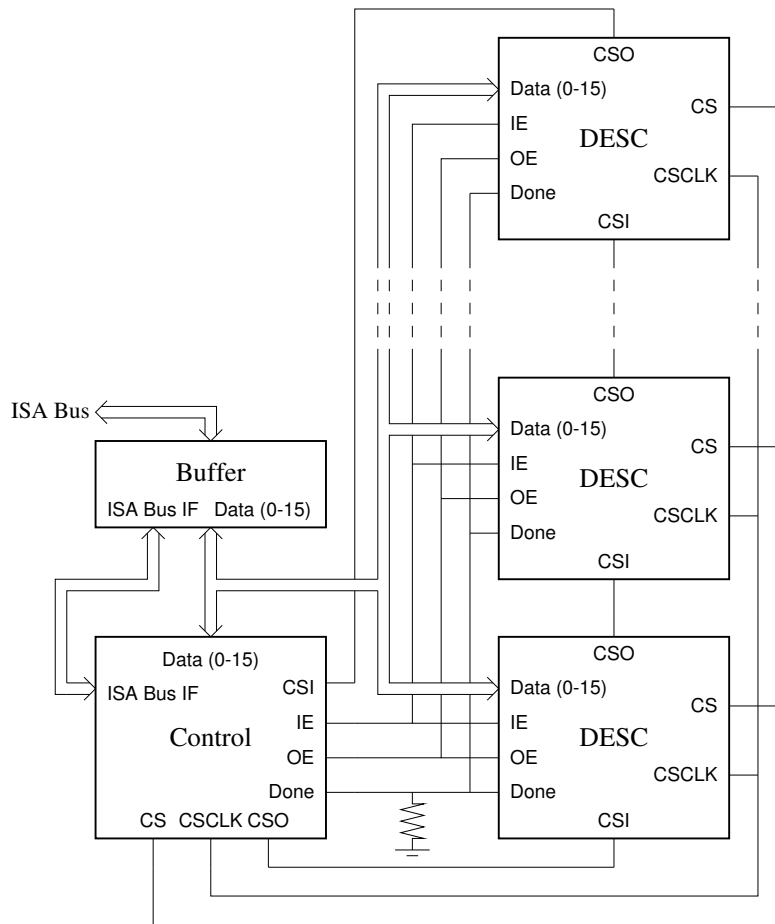 CSO
Data (0-15)
CS
IE
DESC
OE
CSCLK
Done
CSI
CSO
ISA Bus
Data (0-15)
CS
IE
Buffer
DESC
OE
ISA Bus IF Data (0-15)
CSCLK
Done
CSI
CSO
Data (0-15)
ISA Bus IF
CSI
Data (0-15)
CS
IE
IE
Control
DESC
OE
OE
CSCLK
Done
Done
CS CSCLK CSO
CSI